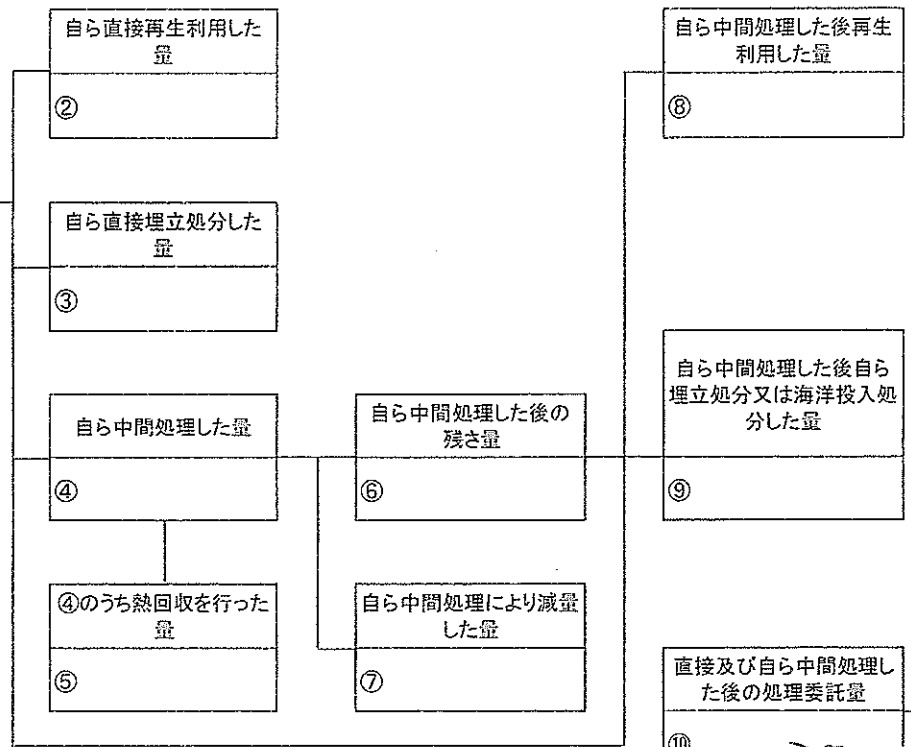 自ら直接再生利用した
量
②
自ら直接埋立処分した
量
③
自ら中間処理した量
④
④のうち熱回収を行った
量
⑤
自ら中間処理した後の
残さ量
⑥
自ら中間処理により減量
した量
⑦
自ら中間処理した後再生
利用した量
⑧
自ら中間処理した後自ら
埋立処分又は海洋投入処
分した量
⑨
直接及び自ら中間処理し
た後の処理委託量
⑩